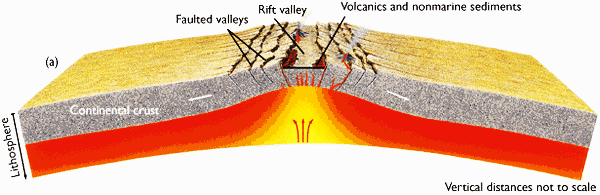 Rift valley
Volcanics and nonmarine sediments
Faulted valleys
(a)
Continental crust
Lithosphere
Vertical distances not to scale